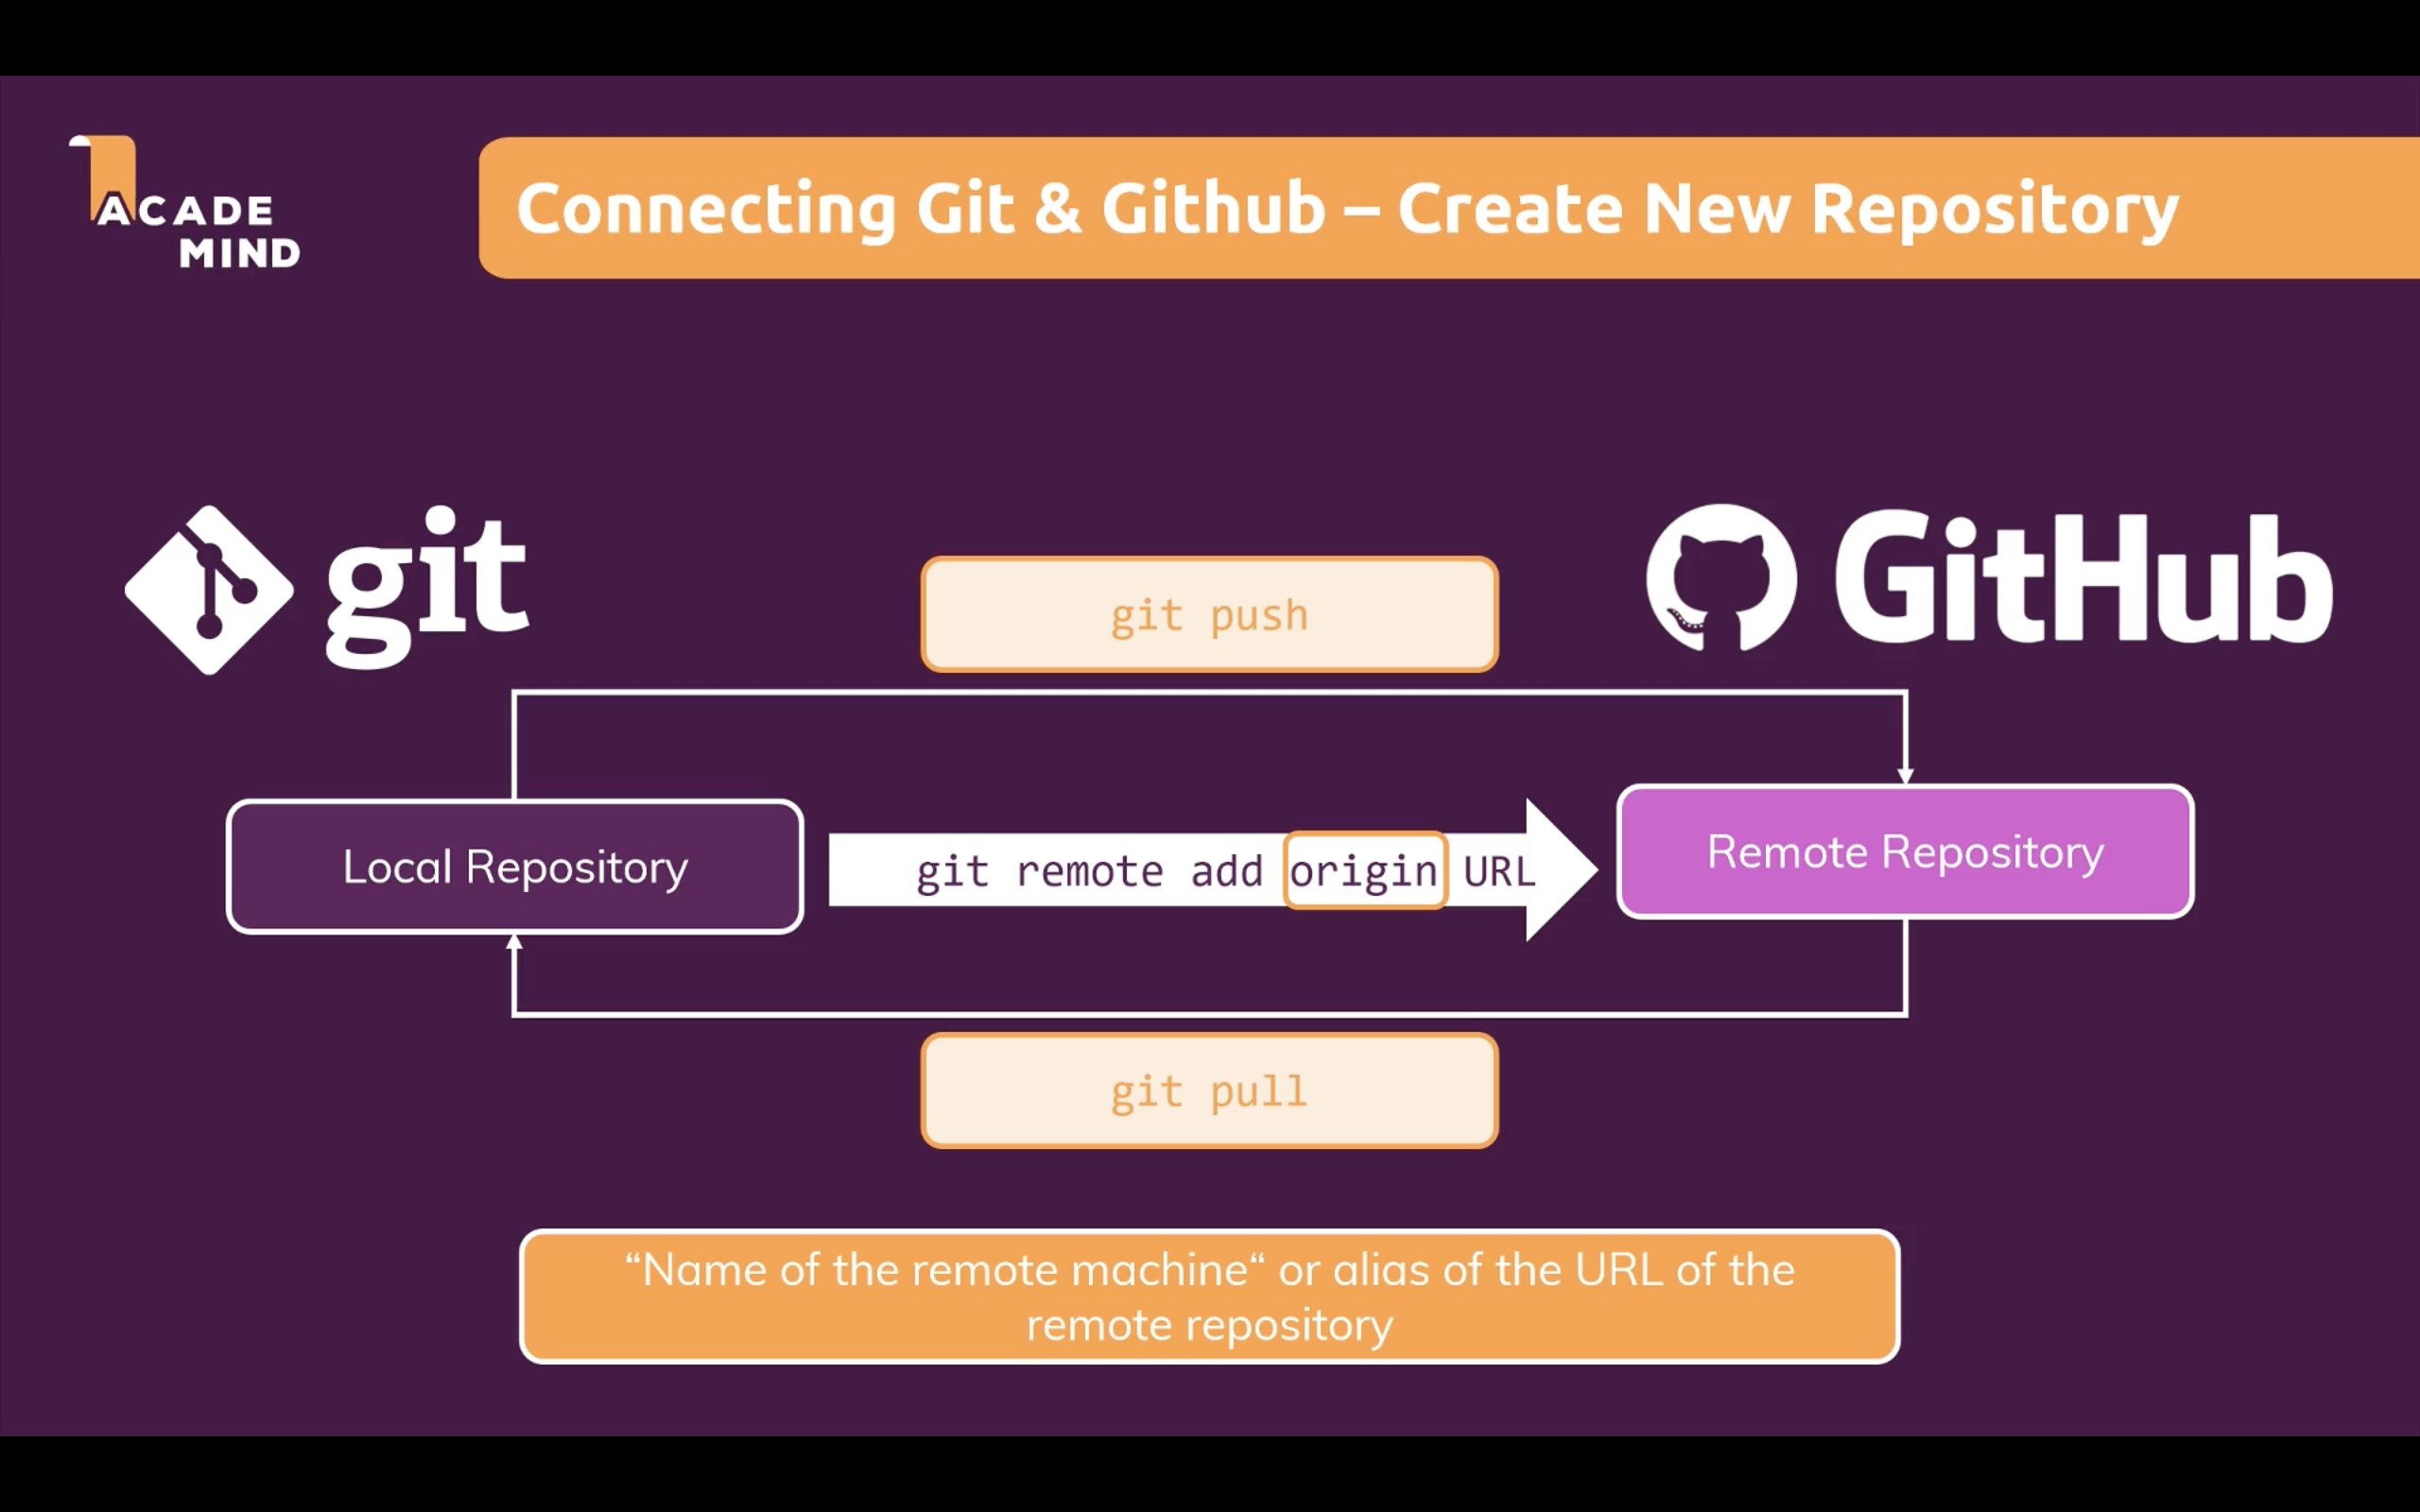 ACADE
MIND
Connecting Git & Github – Create New Repository
git
GitHub
git push
Local Repository
git remote add origin URL
Remote Repository
git pull
“Name of the remote machine“ or alias of the URL of the
remote repository